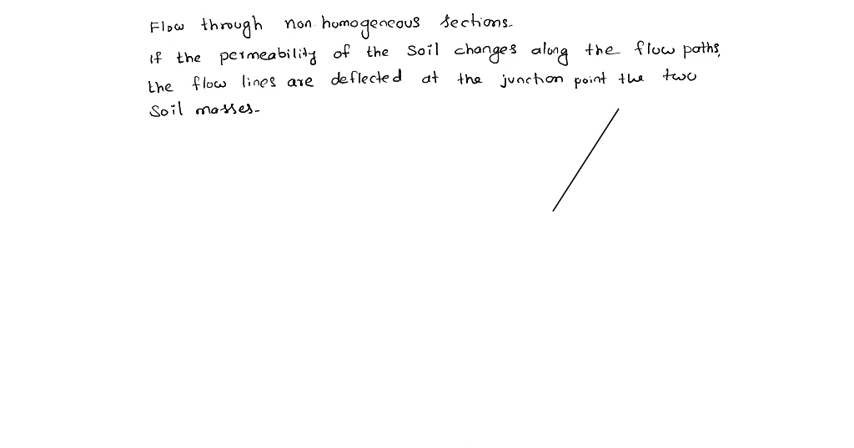 Flow through non homogeneous sections.
If the permeability of the soil changes along the flow paths,
the flow lines are deflected at the junction point the two
Soil masses.